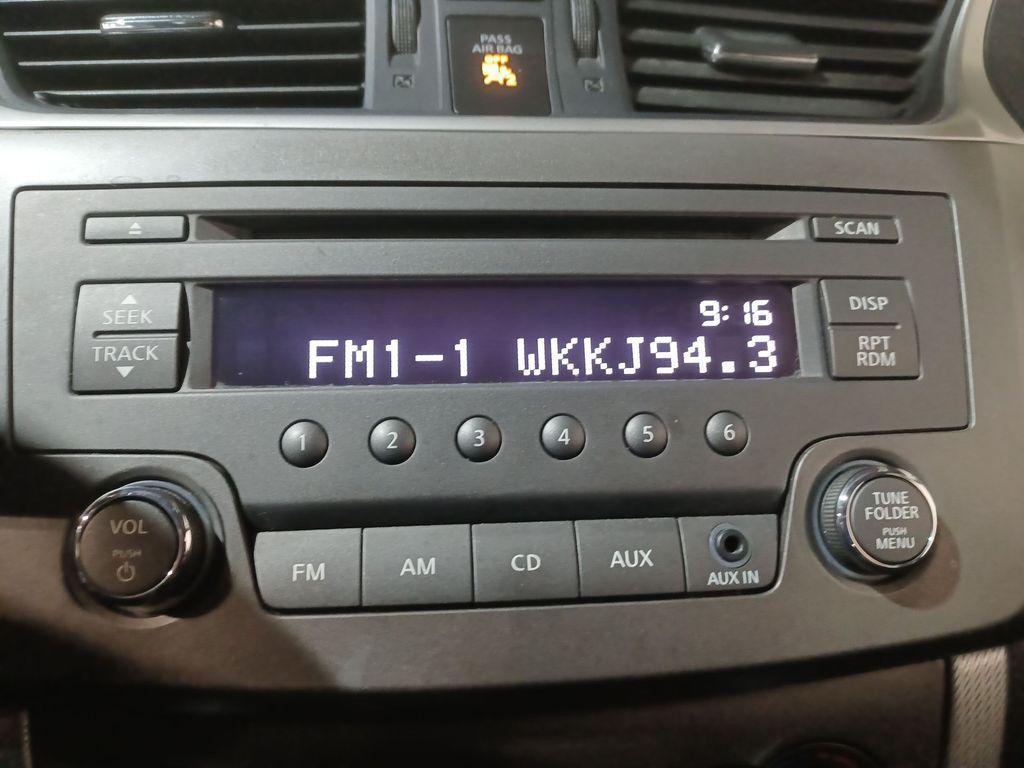 PASS
AIR BAG
OFF
SCAN
SEEK
TRACK
9:16
FM1-1 WKKJ94.3
DISP
RPT
RDM
1 2 3 4 5 6
VOL
PUSH
TUNE
FOLDER
PUSH
MENU
FM AM CD AUX AUX IN